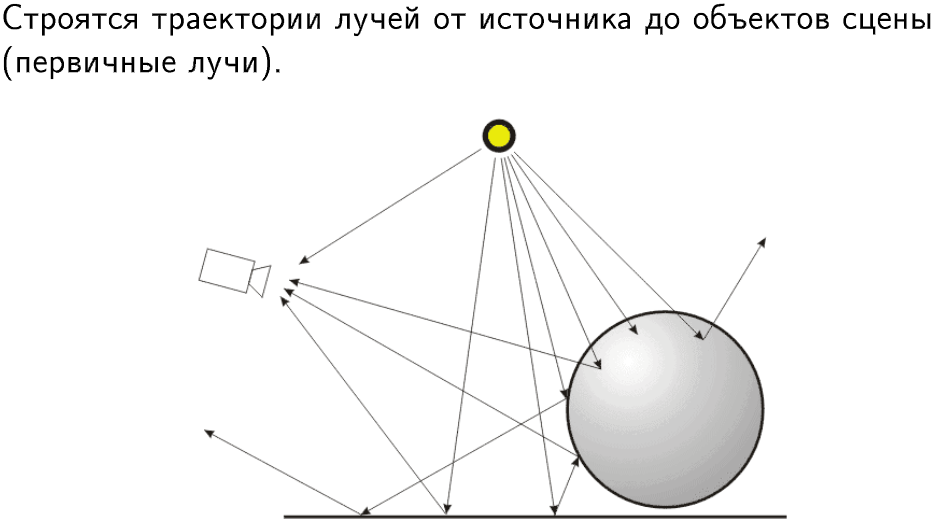 Строятся траектории лучей от источника до объектов сцены
(первичные лучи).